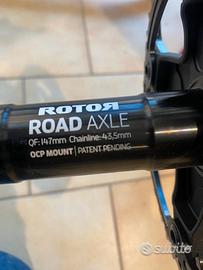 ROTOR
ROAD AXLE
QF: 147mm Chainline: 43,5mm
OCP MOUNT | PATENT PENDING
subito